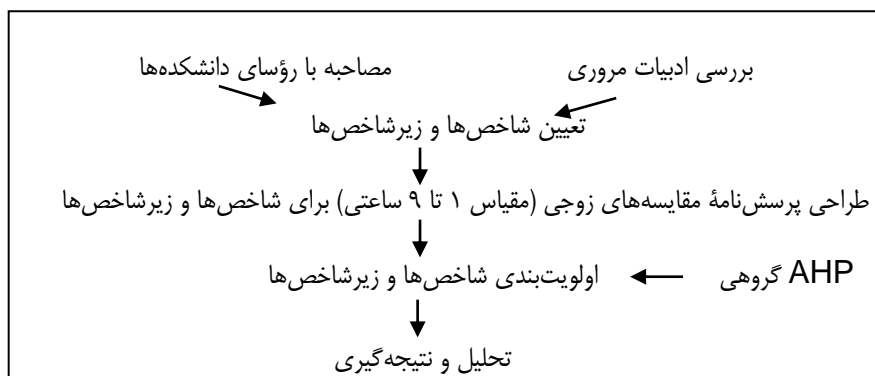 بررسی ادبیات مروری
مصاحبه با رؤسای دانشکده‌ها
تعیین شاخص‌ها و زیرشاخص‌ها
طراحی پرسش‌نامهٔ مقایسه‌های زوجی (مقیاس ۱ تا ۹ ساعتی) برای شاخص‌ها و زیرشاخص‌ها
AHP گروهی
اولویت‌بندی شاخص‌ها و زیرشاخص‌ها
تحلیل و نتیجه‌گیری